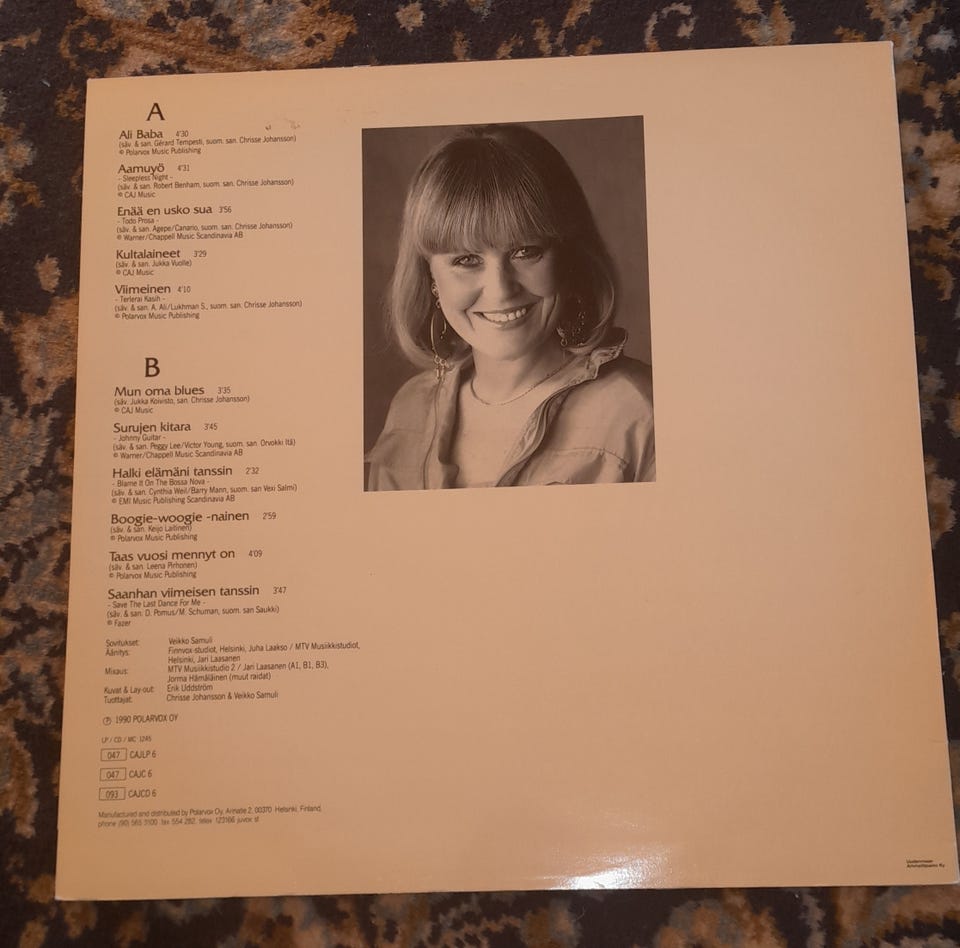 A
Ali Baba 4'30
(säv. & san. Gérard Tempesti, suom. san. Chrisse Johansson)
© Polarvox Music Publishing
Aamuyö 4'31
- Sleepless Night -
(säv. & san. Robert Benham, suom. san. Chrisse Johansson)
© CAJ Music
Enää en usko sua 3'56
- Todo Prosa -
(säv. & san. Agepe/Canario, suom. san. Chrisse Johansson)
© Warner/Chappell Music Scandinavia AB
Kultalaineet 3'29
(säv. & san. Jukka Vuolle)
© CAJ Music
Viimeinen 4'10
- Terlerai Kasih -
(säv. & san. A. Ali/Lukhman S., suom. san. Chrisse Johansson)
© Polarvox Music Publishing
B
Mun oma blues 3'35
(säv. Jukka Koivisto, san. Chrisse Johansson)
© CAJ Music
Surujen kitara 3'45
- Johnny Guitar -
(säv. & san. Peggy Lee/Victor Young, suom. san. Orvokki Itä)
© Warner/Chappell Music Scandinavia AB
Halki elämäni tanssin 2'32
- Blame It On The Bossa Nova -
(säv. & san. Cynthia Weil/Barry Mann, suom. san Vexi Salmi)
© EMI Music Publishing Scandinavia AB
Boogie-woogie -nainen 2'59
(säv. & san. Keijo Laitinen)
© Polarvox Music Publishing
Taas vuosi mennyt on 4'09
(säv. & san. Leena Pirhonen)
© Polarvox Music Publishing
Saanhan viimeisen tanssin 3'47
- Save The Last Dance For Me -
(säv. & san. D. Pomus/M. Schuman, suom. san Saukki)
© Fazer
Sovitukset: Veikko Samuli
Äänitys: Finnvox-studiot, Helsinki, Juha Laakso / MTV Musiikkistudiot,
Helsinki, Jari Laasanen
Miksaus: MTV Musiikkistudio 2 / Jari Laasanen (A1, B1, B3),
Jorma Hämäläinen (muut raidat)
Kuvat & Lay-out: Erik Uddström
Tuottajat: Chrisse Johansson & Veikko Samuli
℗ 1990 POLARVOX OY
LP / CD / MC 1245
047 CAJLP 6
047 CAJC 6
093 CAJCD 6
Manufactured and distributed by Polarvox Oy, Arinatie 2, 00370 Helsinki, Finland,
phone (90) 565 3100 fax 554 282, telex 123166 juvox sf
Uudenmaan
Ammattipaino Ky